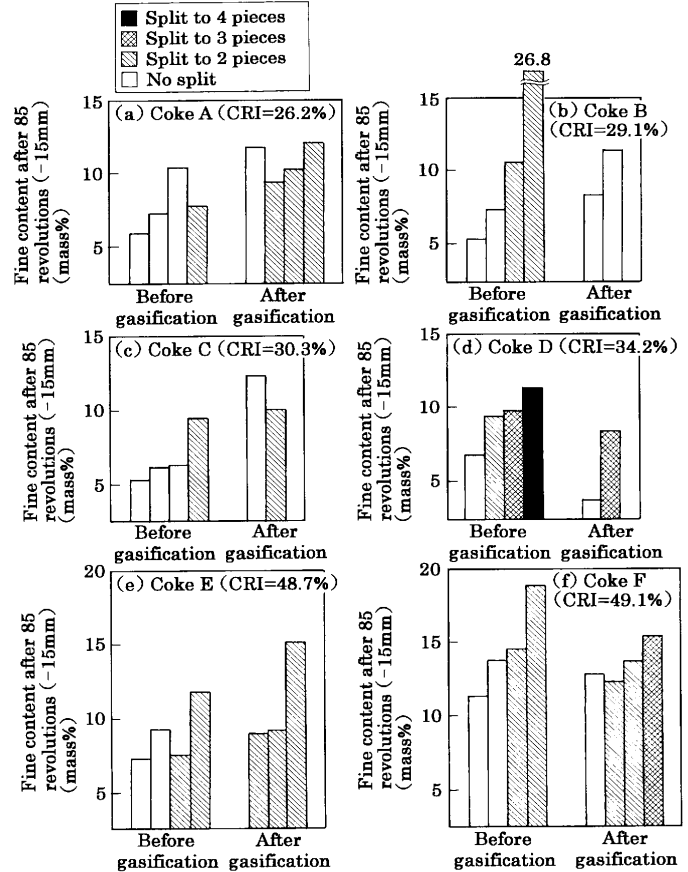 Split to 4 pieces
Split to 3 pieces
Split to 2 pieces
No split
Fine content after 85
revolutions (−15mm)
(mass%)
15
10
5
(a) Coke A (CRI=26.2%)
Before
gasification
After
gasification
Fine content after 85
revolutions (−15mm)
(mass%)
15
10
5
26.8
(b) Coke B
(CRI=29.1%)
Before
gasification
After
gasification
Fine content after 85
revolutions (−15mm)
(mass%)
15
10
5
(c) Coke C (CRI=30.3%)
Before
gasification
After
gasification
Fine content after 85
revolutions (−15mm)
(mass%)
15
10
5
(d) Coke D (CRI=34.2%)
Before
gasification
After
gasification
Fine content after 85
revolutions (−15mm)
(mass%)
20
15
10
5
(e) Coke E (CRI=48.7%)
Before
gasification
After
gasification
Fine content after 85
revolutions (−15mm)
(mass%)
20
15
10
5
(f) Coke F
(CRI=49.1%)
Before
gasification
After
gasification